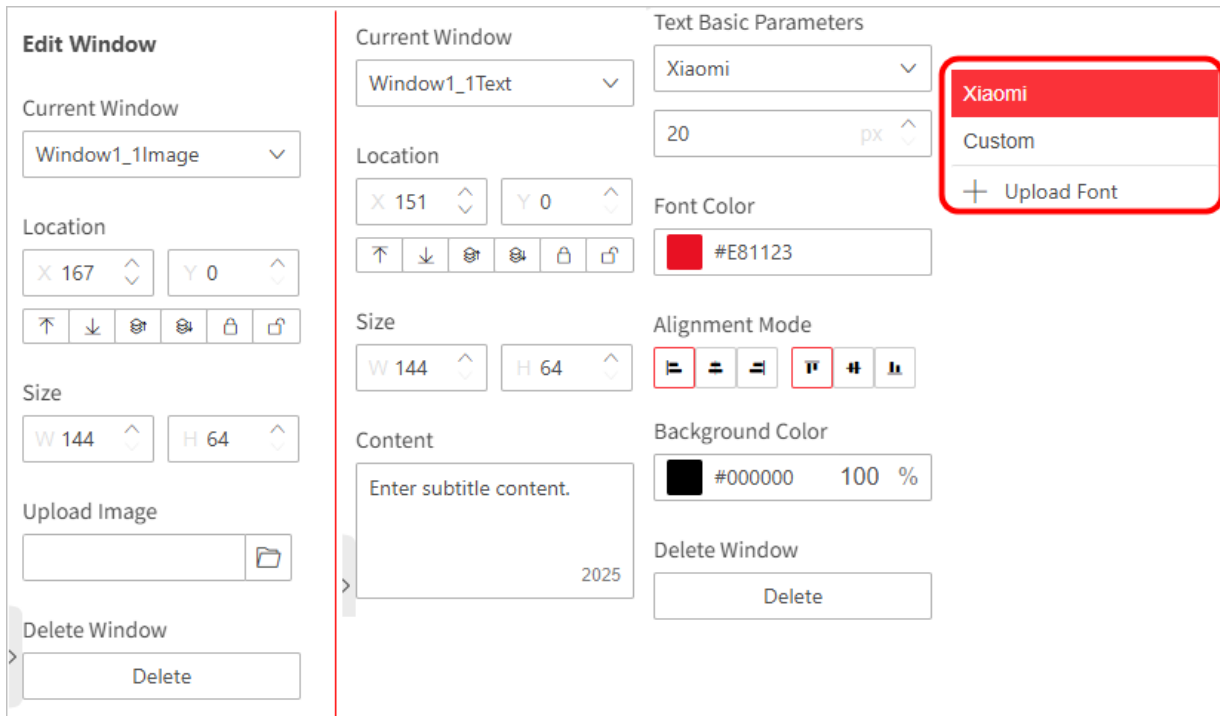 Edit Window
Current Window
Window1_1Image
Location
X 167
Y 0
Size
W 144
H 64
Upload Image
Delete Window
Delete
Current Window
Window1_1Text
Location
X 151
Y 0
Size
W 144
H 64
Content
Enter subtitle content.
2025
Text Basic Parameters
Xiaomi
20 px
Font Color
#E81123
Alignment Mode
Background Color
#000000 100 %
Delete Window
Delete
Xiaomi
Custom
Upload Font